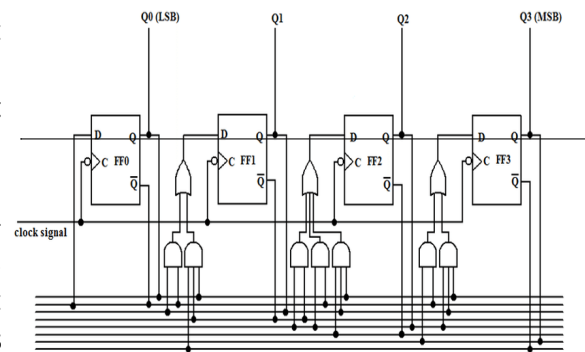 Q0 (LSB) Q1 Q2 Q3 (MSB)
D Q D Q D Q D Q
C FF0 C FF1 C FF2 C FF3
Q Q Q Q
clock signal